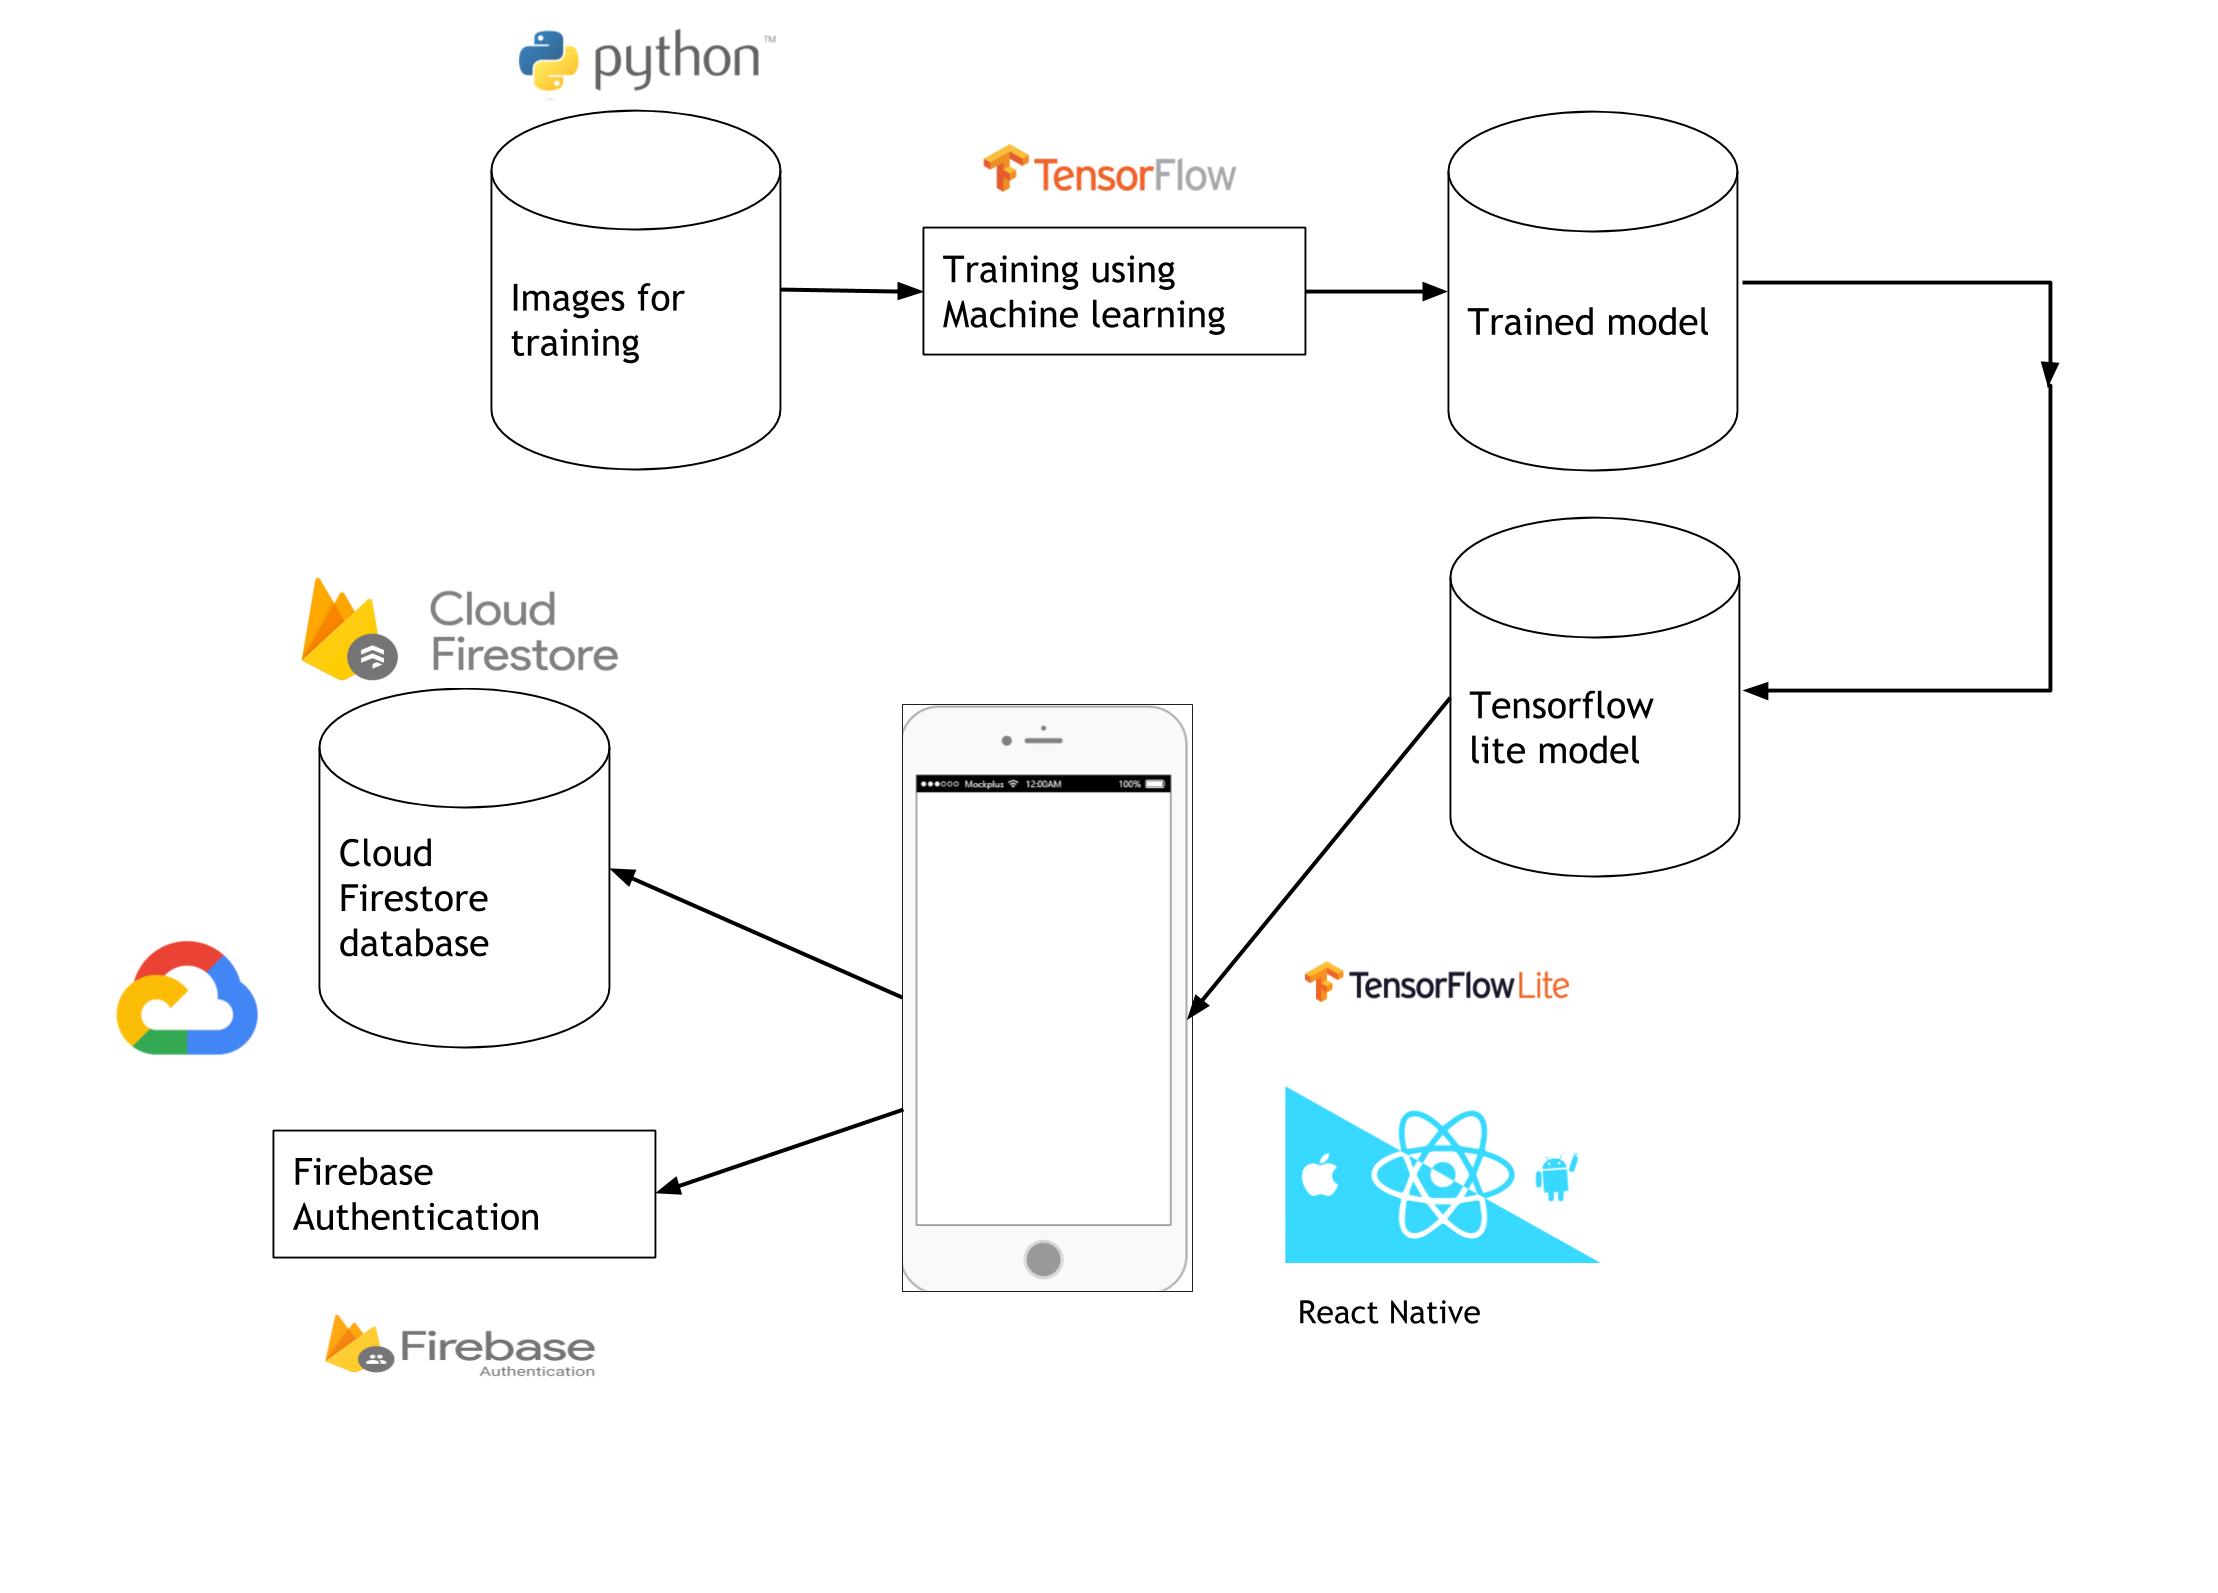 python™
TensorFlow
Images for
training
Training using
Machine learning
Trained model
Cloud
Firestore
Tensorflow
lite model
Mockplus 12:00AM 100%
Cloud
Firestore
database
TensorFlowLite
Firebase
Authentication
React Native
Firebase
Authentication